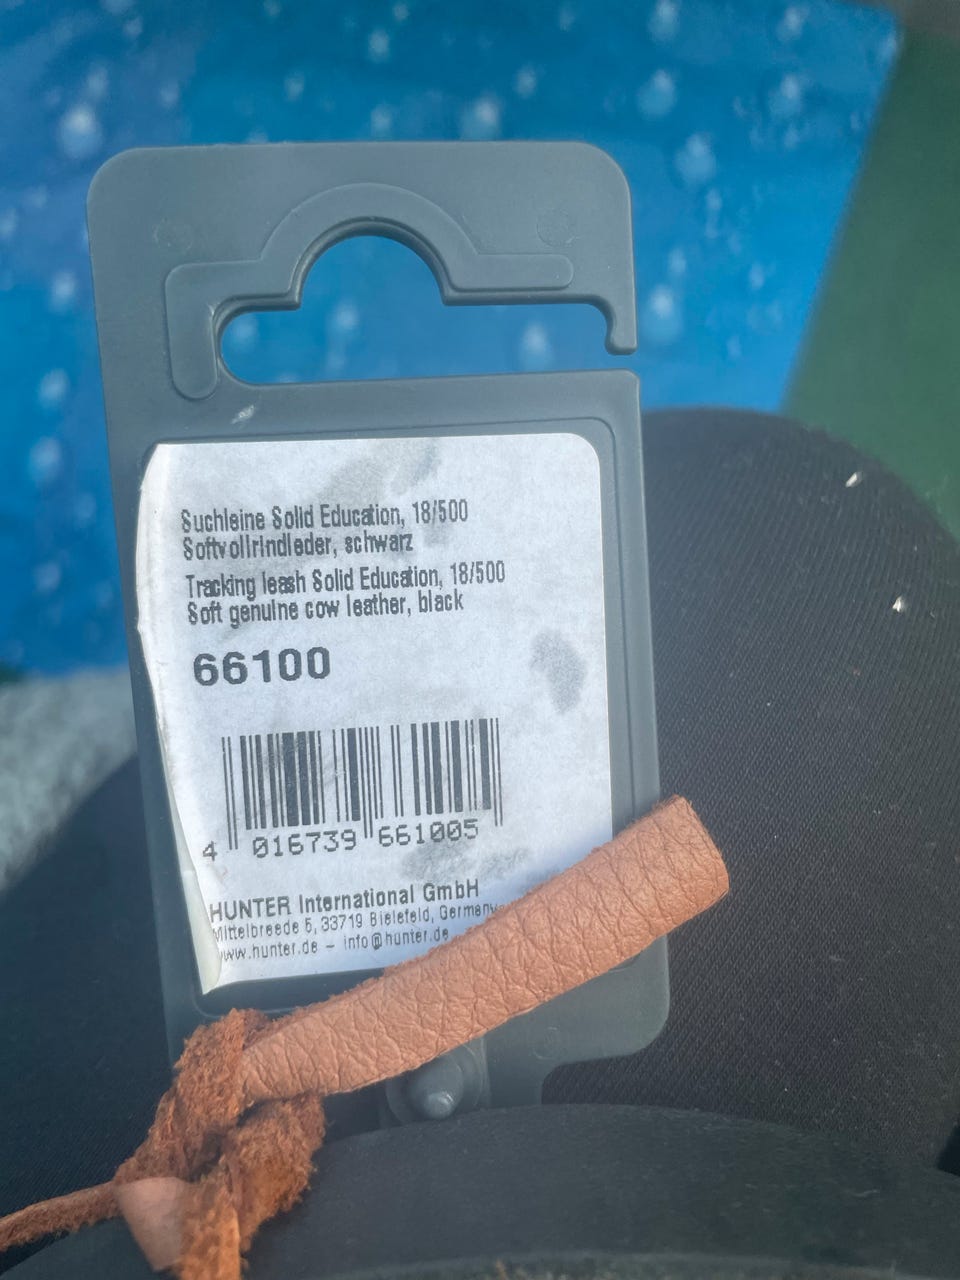 Suchleine Solid Education, 18/500
Softvollrindleder, schwarz
Tracking leash Solid Education, 18/500
Soft genuine cow leather, black
66100
4 016739 661005
HUNTER International GmbH
Mittelbreede 5, 33719 Bielefeld, Germany
www.hunter.de – info@hunter.de